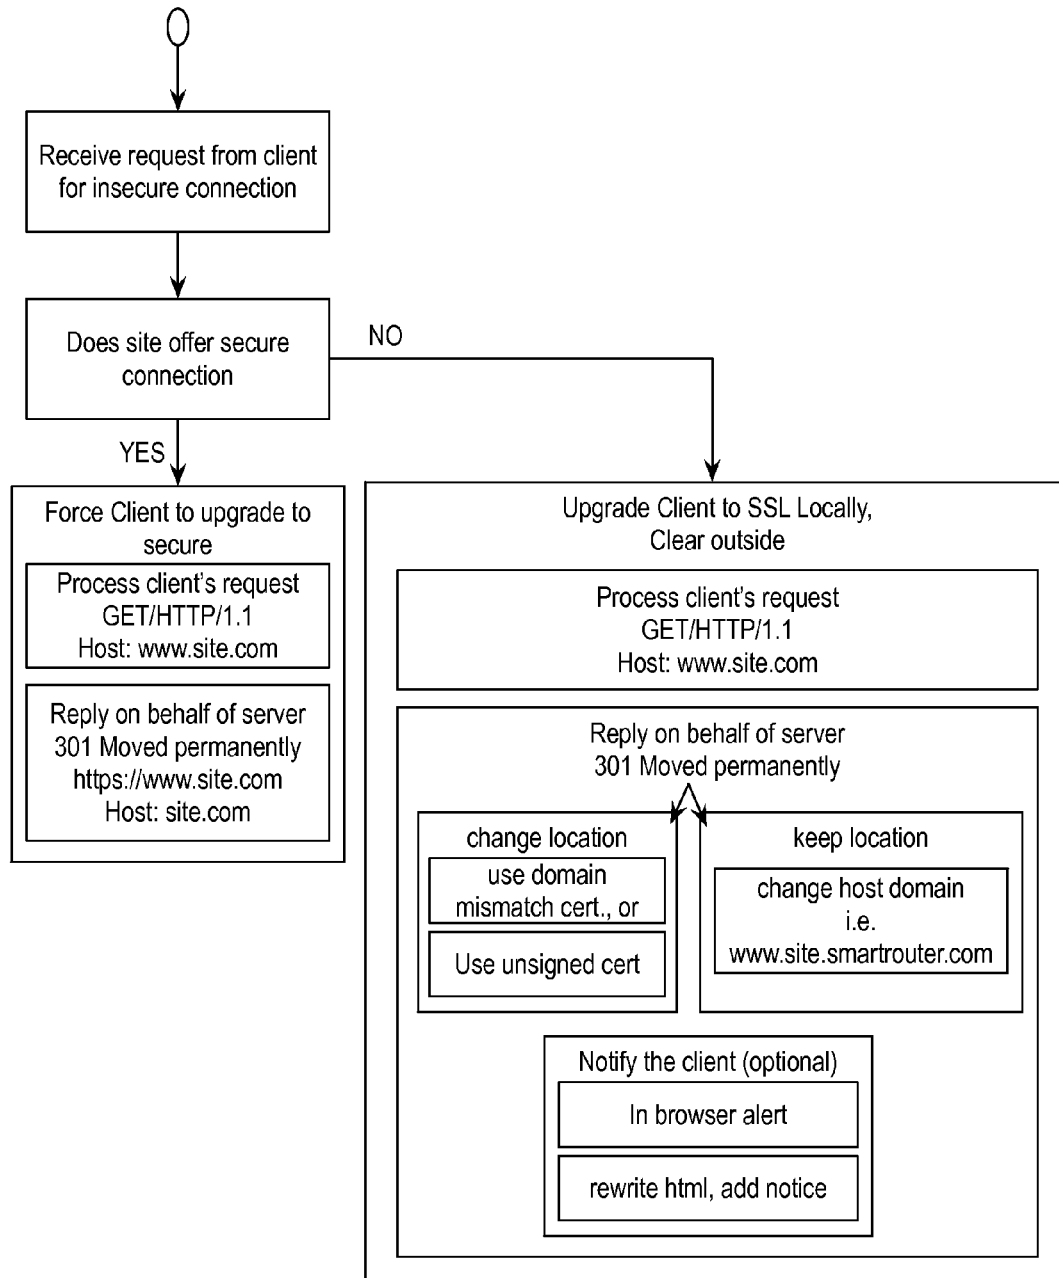 Receive request from client
for insecure connection
Does site offer secure
connection
NO
YES
Force Client to upgrade to
secure
Process client's request
GET/HTTP/1.1
Host: www.site.com
Reply on behalf of server
301 Moved permanently
https://www.site.com
Host: site.com
Upgrade Client to SSL Locally,
Clear outside
Process client's request
GET/HTTP/1.1
Host: www.site.com
Reply on behalf of server
301 Moved permanently
change location
use domain
mismatch cert., or
Use unsigned cert
keep location
change host domain
i.e.
www.site.smartrouter.com
Notify the client (optional)
In browser alert
rewrite html, add notice